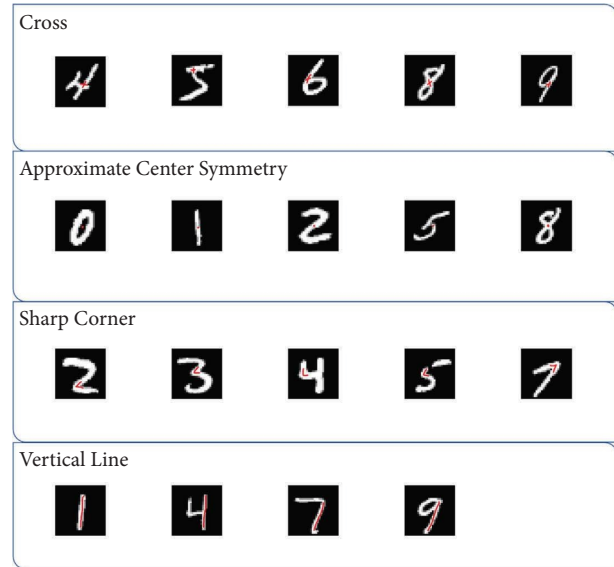 Cross
4 5 6 8 9
Approximate Center Symmetry
0 1 2 5 8
Sharp Corner
2 3 4 5 7
Vertical Line
1 4 7 9